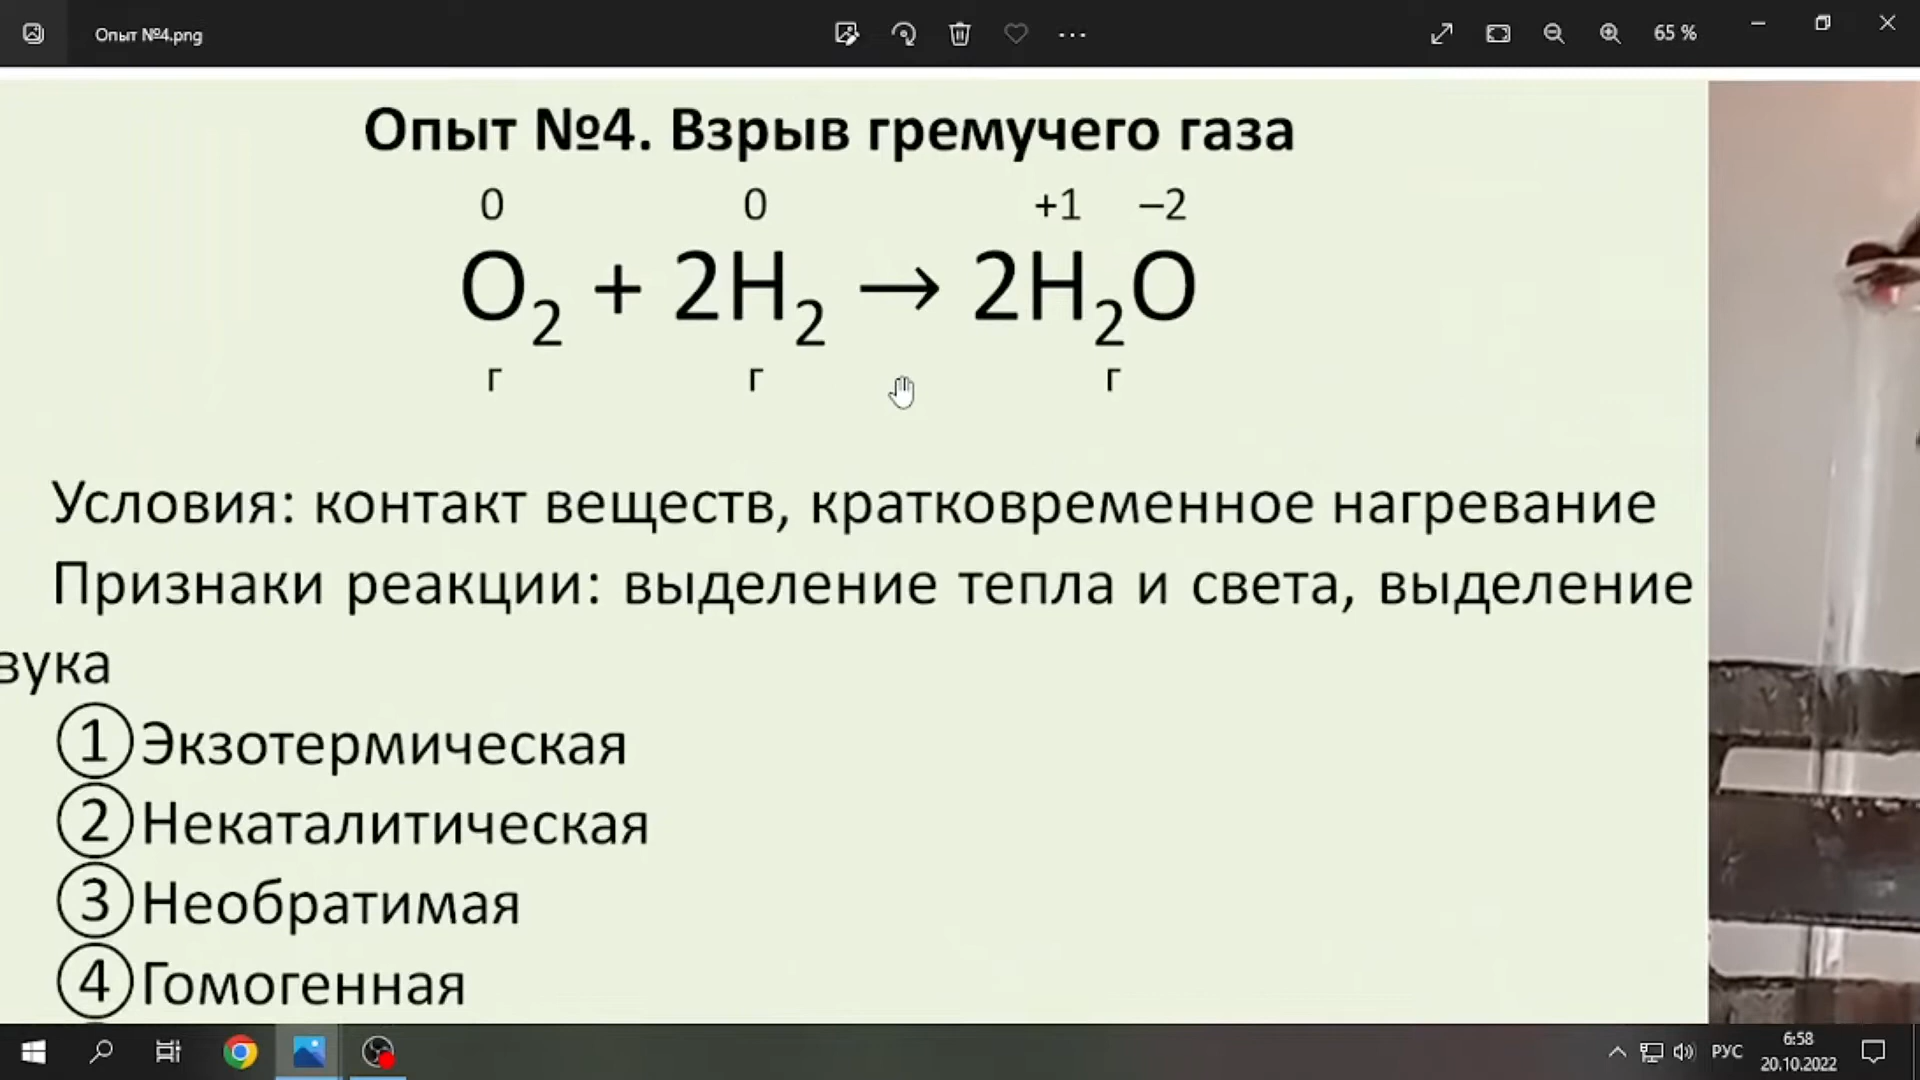 Опыт №4.png
65 %
Опыт №4. Взрыв гремучего газа
0 0 +1 –2
O2 + 2H2 → 2H2O
г г г
Условия: контакт веществ, кратковременное нагревание
Признаки реакции: выделение тепла и света, выделение
вука
1 Экзотермическая
2 Некаталитическая
3 Необратимая
4 Гомогенная
РУС
6:58
20.10.2022